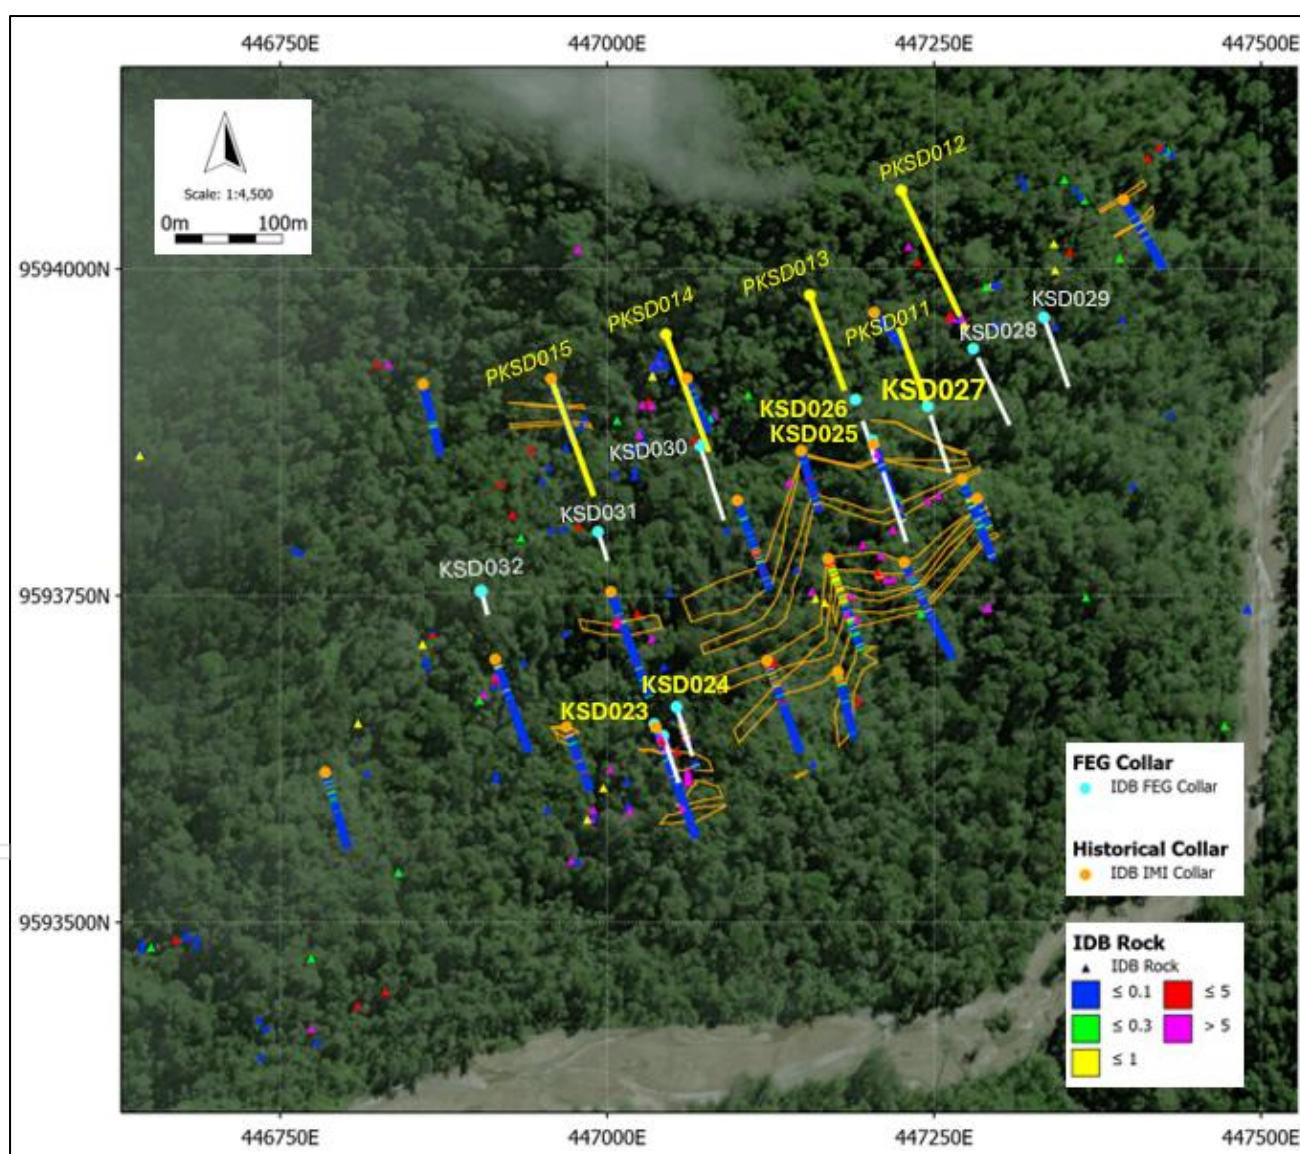 446750E 447000E 447250E 447500E
Scale: 1:4,500
0m 100m
9594000N
9593750N
9593500N
PKSD012
PKSD013
PKSD014
PKSD011
PKSD015
KSD029
KSD028
KSD027
KSD026
KSD025
KSD030
KSD031
KSD032
KSD024
KSD023
FEG Collar
IDB FEG Collar
Historical Collar
IDB IMI Collar
IDB Rock
IDB Rock
≤ 0.1 ≤ 5
≤ 0.3 > 5
≤ 1
446750E 447000E 447250E 447500E